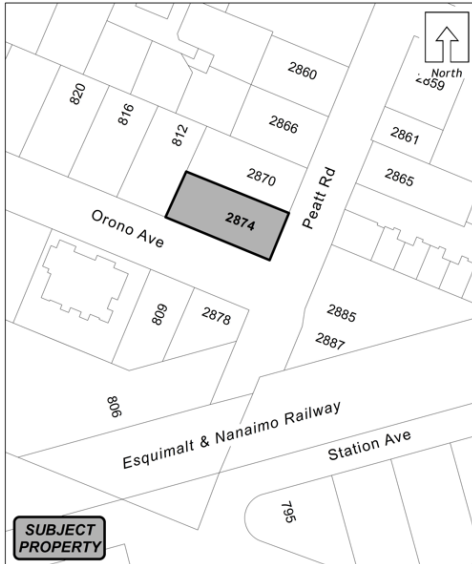 North
2860
2859
820
816
2866
2861
812
2870
2865
Peatt Rd
2874
Orono Ave
809
2878
2885
2887
806
Esquimalt & Nanaimo Railway
Station Ave
795
SUBJECT
PROPERTY